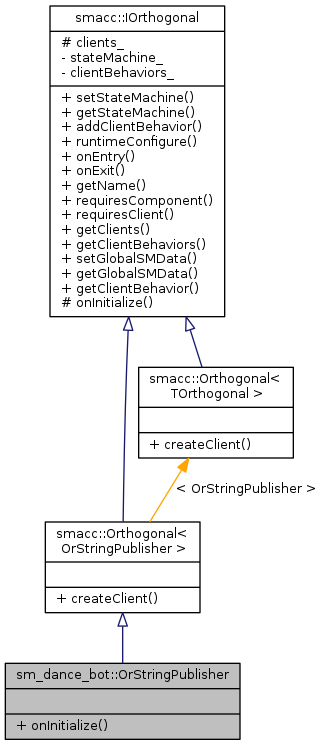 smacc::IOrthogonal
# clients_
- stateMachine_
- clientBehaviors_
+ setStateMachine()
+ getStateMachine()
+ addClientBehavior()
+ runtimeConfigure()
+ onEntry()
+ onExit()
+ getName()
+ requiresComponent()
+ requiresClient()
+ getClients()
+ getClientBehaviors()
+ setGlobalSMData()
+ getGlobalSMData()
+ getClientBehavior()
# onInitialize()
smacc::Orthogonal<
TOrthogonal >
+ createClient()
< OrStringPublisher >
smacc::Orthogonal<
OrStringPublisher >
+ createClient()
sm_dance_bot::OrStringPublisher
+ onInitialize()